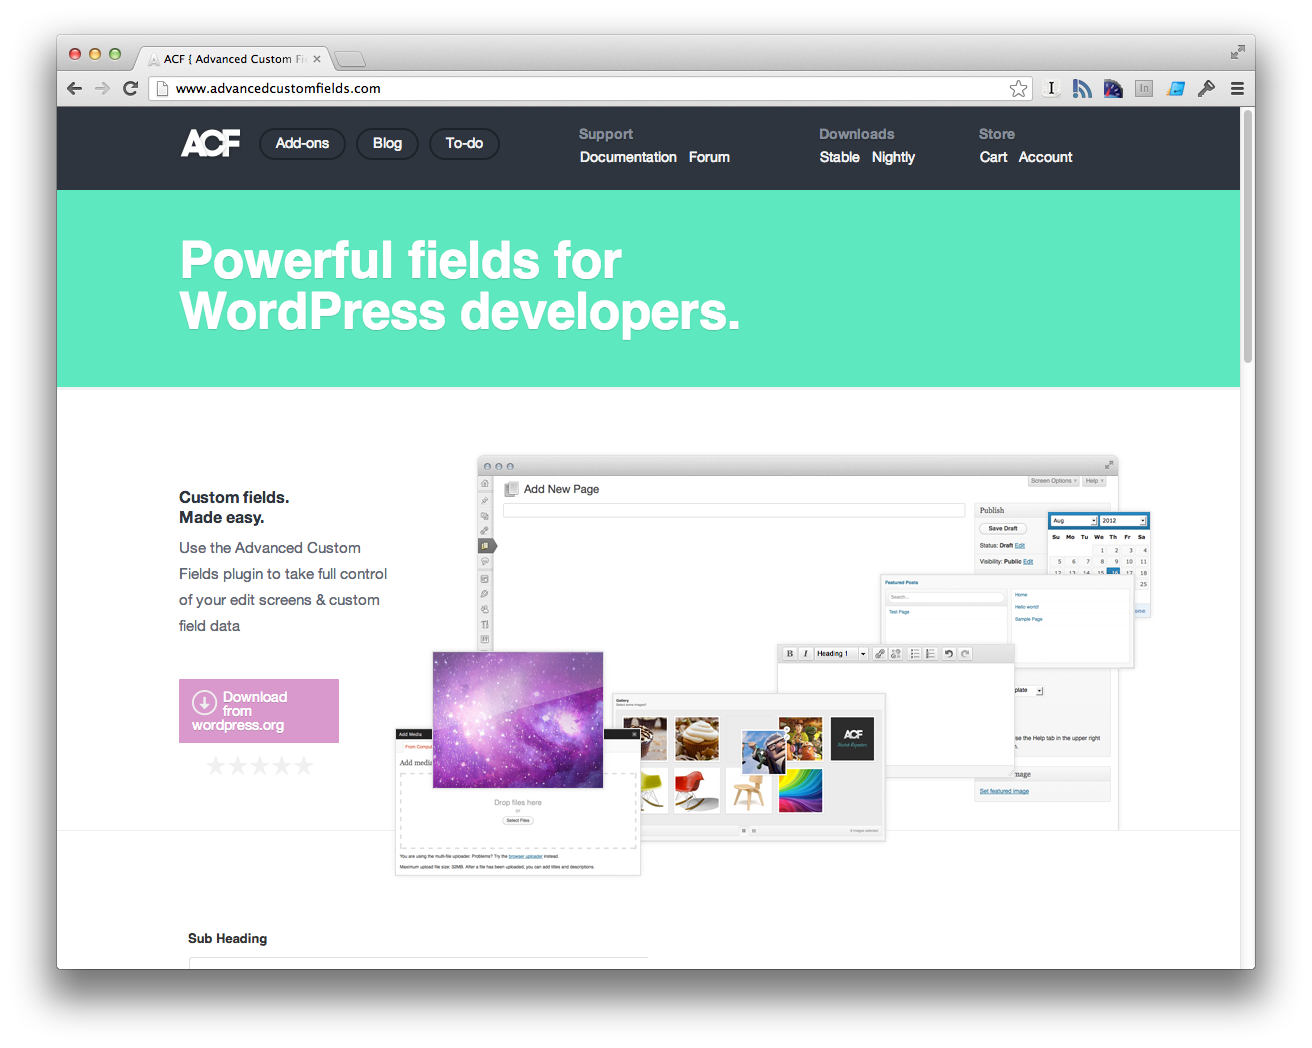 ACF { Advanced Custom Fi
www.advancedcustomfields.com
ACF
Add-ons
Blog
To-do
Support
Documentation Forum
Downloads
Stable Nightly
Store
Cart Account
Powerful fields for
WordPress developers.
Custom fields.
Made easy.
Use the Advanced Custom
Fields plugin to take full control
of your edit screens & custom
field data
Download
from
wordpress.org
Add New Page
Screen Options
Help
Publish
Save Draft
Status: Draft Edit
Visibility: Public Edit
Aug 2012
Su Mo Tu We Th Fr Sa
1 2 3 4
5 6 7 8 9 10 11
12 13 14 15 16 17 18
25
Featured Posts
Search...
Test Page
Home
Hello world!
Sample Page
B I Heading 1
plate
se the Help tab in the upper right
n.
mage
Set featured image
Gallery
Select some images!
ACF
4 images selected
Add Media
From Compu
Add media
Drop files here
or
Select Files
You are using the multi-file uploader. Problems? Try the browser uploader instead.
Maximum upload file size: 32MB. After a file has been uploaded, you can add titles and descriptions.
Sub Heading